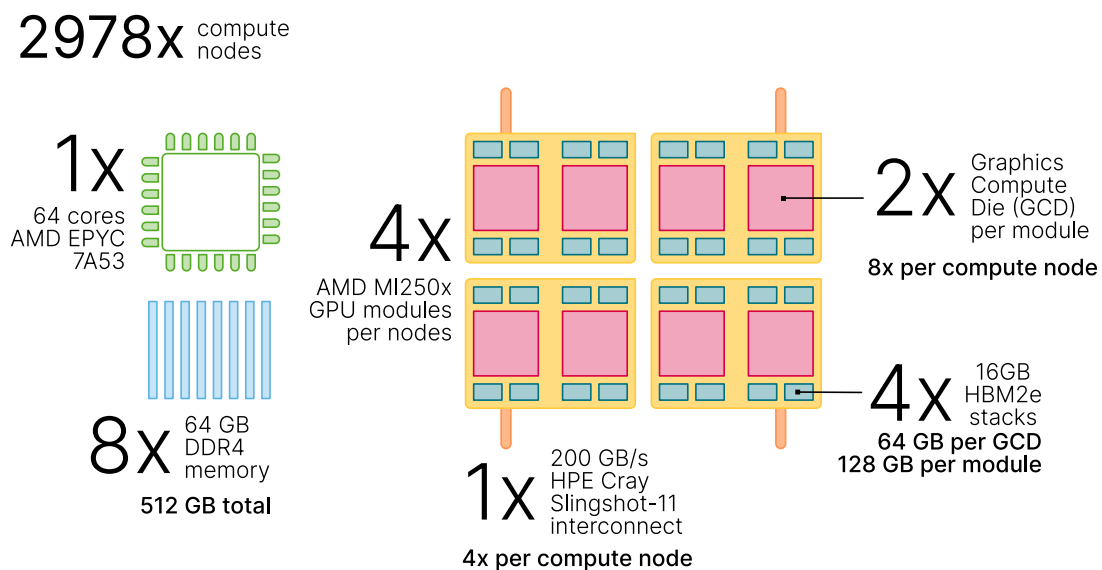 2978x
compute
nodes
1x
64 cores
AMD EPYC
7A53
8x
64 GB
DDR4
memory
512 GB total
4x
AMD MI250x
GPU modules
per nodes
2x
Graphics
Compute
Die (GCD)
per module
8x per compute node
4x
16GB
HBM2e
stacks
64 GB per GCD
128 GB per module
1x
200 GB/s
HPE Cray
Slingshot-11
interconnect
4x per compute node